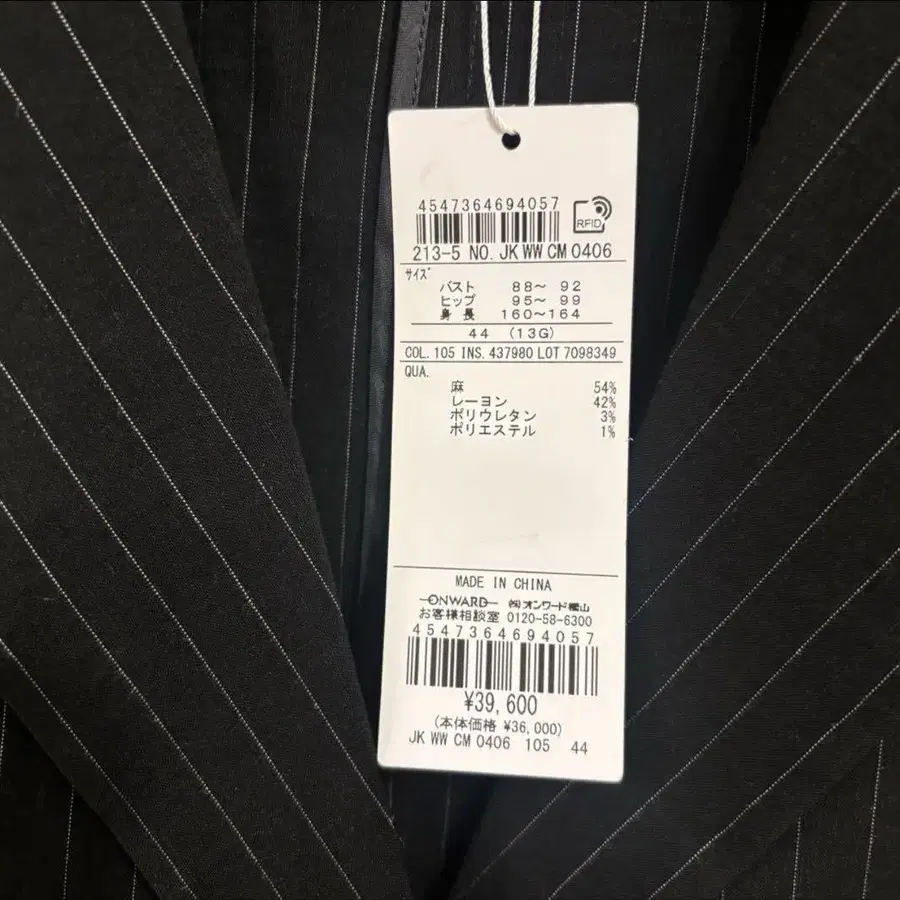 4547364694057
RFID
213-5 NO. JK WW CM 0406
サイズ
バスト 88～ 92
ヒップ 95～ 99
身長 160～164
44 (13G)
COL. 105 INS. 437980 LOT 7098349
QUA.
麻 54%
レーヨン 42%
ポリウレタン 3%
ポリエステル 1%
MADE IN CHINA
ONWARD ㈱オンワード樫山
お客様相談室 0120-58-6300
4547364694057
¥39,600
(本体価格 ¥36,000)
JK WW CM 0406 105 44